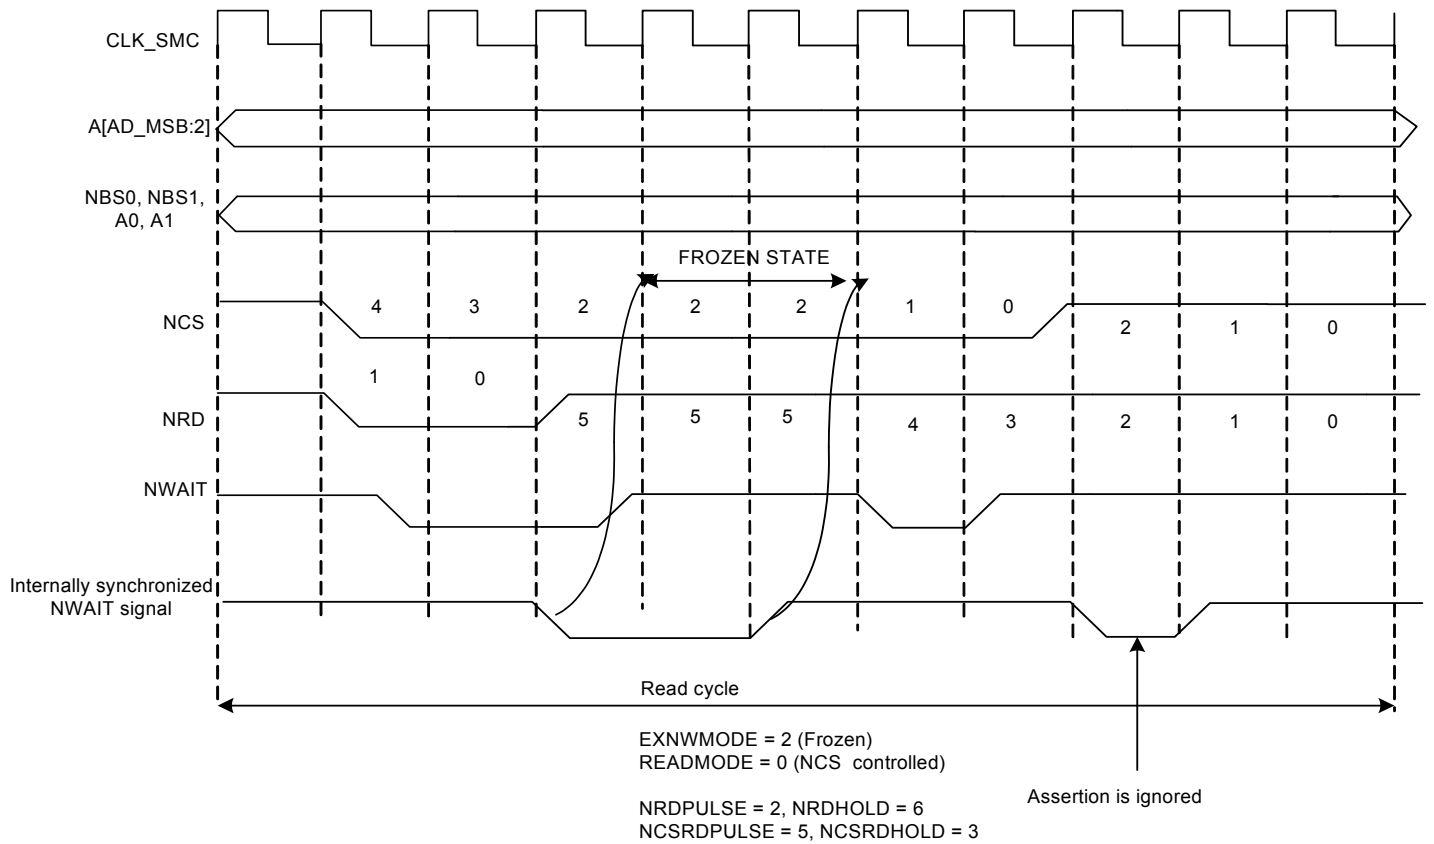 CLK_SMC
A[AD_MSB:2]
NBS0, NBS1,
A0, A1
FROZEN STATE
NCS
4 3 2 2 2 1 0
2 1 0
1 0
NRD
5 5 5 4 3 2 1 0
NWAIT
Internally synchronized
NWAIT signal
Read cycle
EXNWMODE = 2 (Frozen)
READMODE = 0 (NCS controlled)
Assertion is ignored
NRDPULSE = 2, NRDHOLD = 6
NCSRDPULSE = 5, NCSRDHOLD = 3